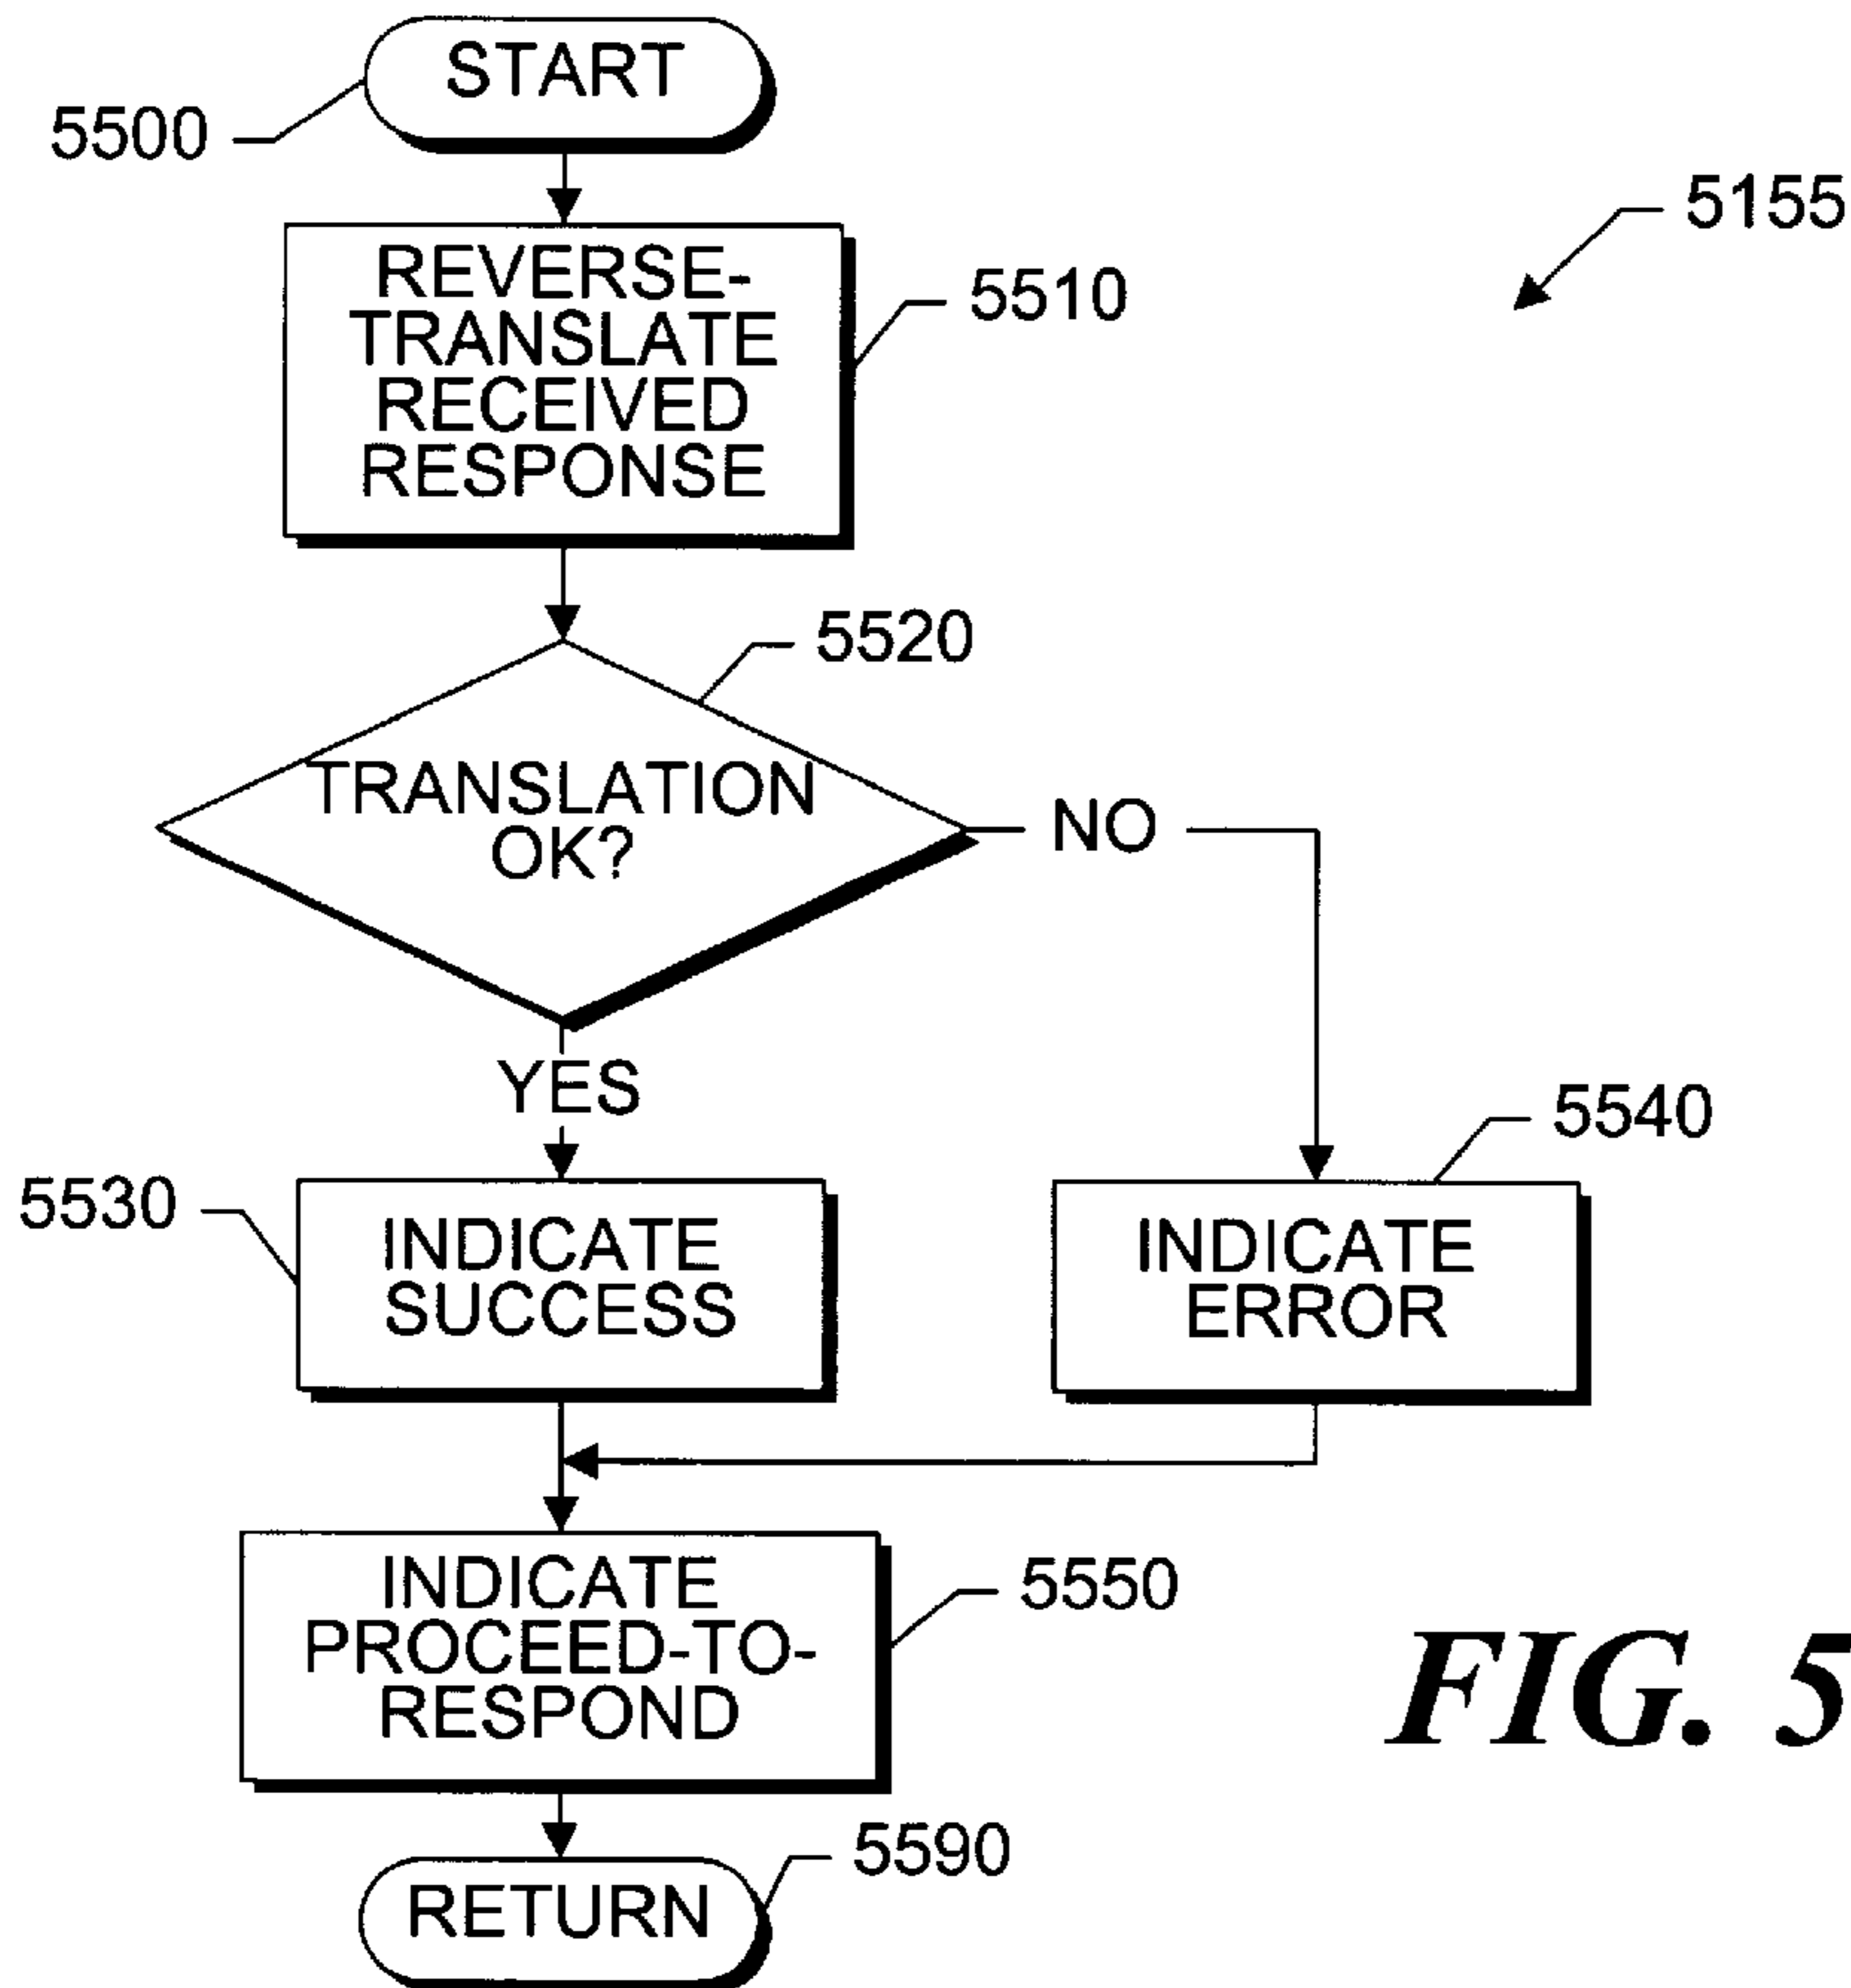 START
5500
5155
REVERSE-
TRANSLATE
RECEIVED
RESPONSE
5510
5520
TRANSLATION
OK?
NO
YES
5540
5530
INDICATE
SUCCESS
INDICATE
ERROR
INDICATE
PROCEED-TO-
RESPOND
5550
FIG. 5
5590
RETURN